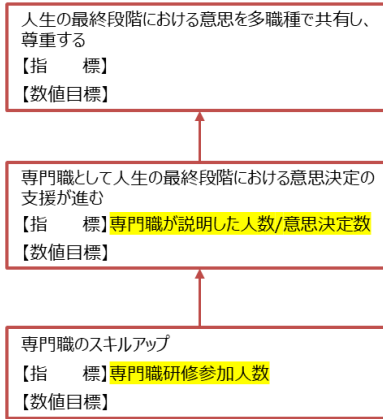 人生の最終段階における意思を多職種で共有し、
尊重する
【指　　標】
【数値目標】
専門職として人生の最終段階における意思決定の
支援が進む
【指　　標】専門職が説明した人数/意思決定数
【数値目標】
専門職のスキルアップ
【指　　標】専門職研修参加人数
【数値目標】